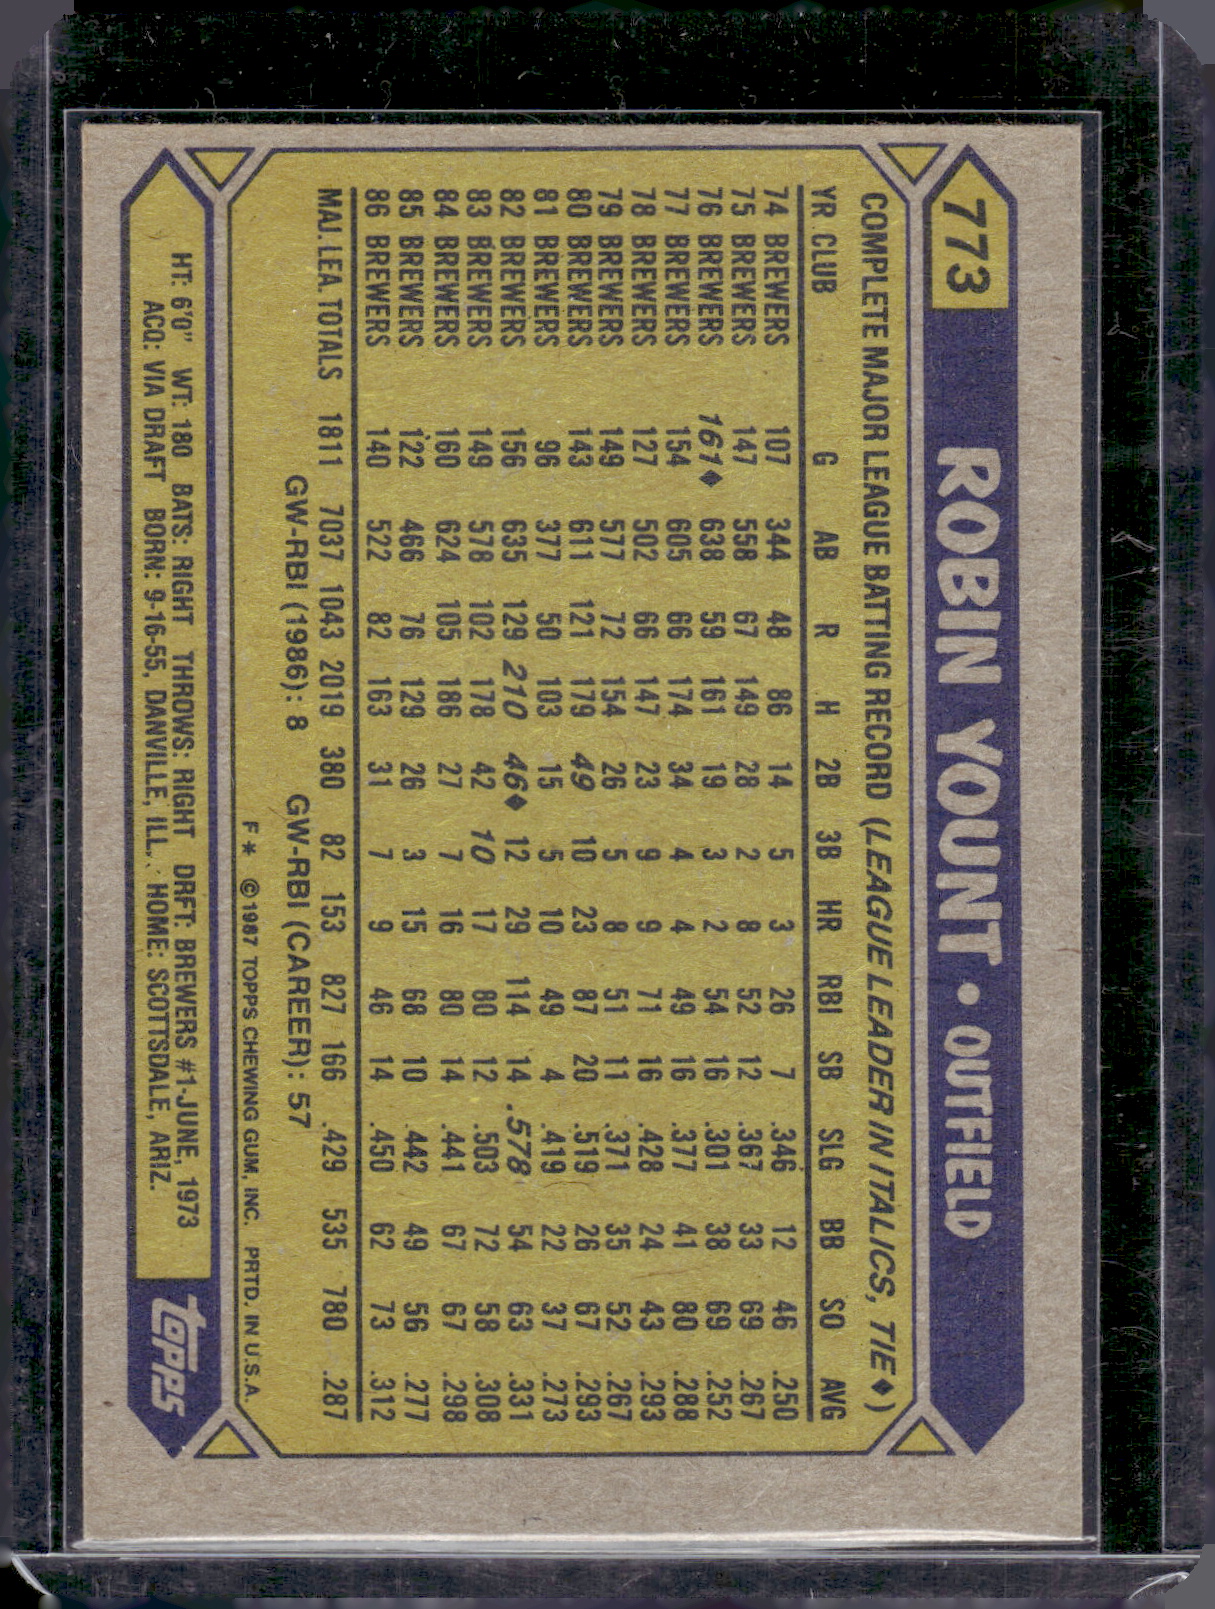 773 ROBIN YOUNT • OUTFIELD
COMPLETE MAJOR LEAGUE BATTING RECORD (LEAGUE LEADER IN ITALICS, TIE♦)
YR CLUB G AB R H 2B 3B HR RBI SB SLG BB SO AVG
74 BREWERS 107 344 48 86 14 5 3 26 7 .346 12 46 .250
75 BREWERS 147 558 67 149 28 2 8 52 12 .367 33 69 .267
76 BREWERS 161♦ 638 59 161 19 3 2 54 16 .301 38 69 .252
77 BREWERS 154 605 66 174 34 4 4 49 16 .377 41 80 .288
78 BREWERS 127 502 66 147 23 9 9 71 16 .428 24 43 .293
79 BREWERS 149 577 72 154 26 5 8 51 11 .371 35 52 .267
80 BREWERS 143 611 121 179 49 10 23 87 20 .519 26 67 .293
81 BREWERS 96 377 50 103 15 5 10 49 4 .419 22 37 .273
82 BREWERS 156 635 129 210 46♦ 12 29 114 14 .578 54 63 .331
83 BREWERS 149 578 102 178 42 10 17 80 12 .503 72 58 .308
84 BREWERS 160 624 105 186 27 7 16 80 14 .441 67 67 .298
85 BREWERS 122 466 76 129 26 3 15 68 10 .442 49 56 .277
86 BREWERS 140 522 82 163 31 7 9 46 14 .450 62 73 .312
MAJ. LEA. TOTALS 1811 7037 1043 2019 380 82 153 827 166 .429 535 780 .287
GW-RBI (1986): 8 GW-RBI (CAREER): 57
F* ©1987 TOPPS CHEWING GUM, INC. PRTD. IN U.S.A.
HT: 6'0" WT: 180 BATS: RIGHT THROWS: RIGHT DRFT: BREWERS #1-JUNE, 1973
ACQ: VIA DRAFT BORN: 9-16-55, DANVILLE, ILL. HOME: SCOTTSDALE, ARIZ.
topps